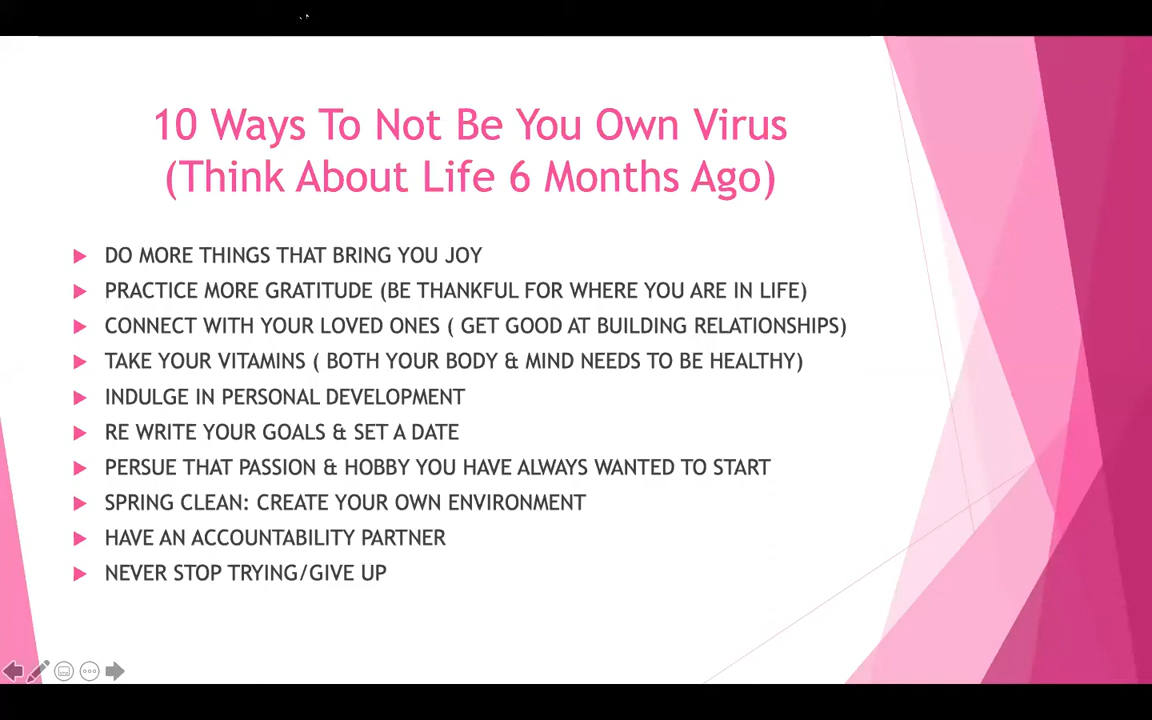 10 Ways To Not Be You Own Virus
(Think About Life 6 Months Ago)
DO MORE THINGS THAT BRING YOU JOY
PRACTICE MORE GRATITUDE (BE THANKFUL FOR WHERE YOU ARE IN LIFE)
CONNECT WITH YOUR LOVED ONES ( GET GOOD AT BUILDING RELATIONSHIPS)
TAKE YOUR VITAMINS ( BOTH YOUR BODY & MIND NEEDS TO BE HEALTHY)
INDULGE IN PERSONAL DEVELOPMENT
RE WRITE YOUR GOALS & SET A DATE
PERSUE THAT PASSION & HOBBY YOU HAVE ALWAYS WANTED TO START
SPRING CLEAN: CREATE YOUR OWN ENVIRONMENT
HAVE AN ACCOUNTABILITY PARTNER
NEVER STOP TRYING/GIVE UP